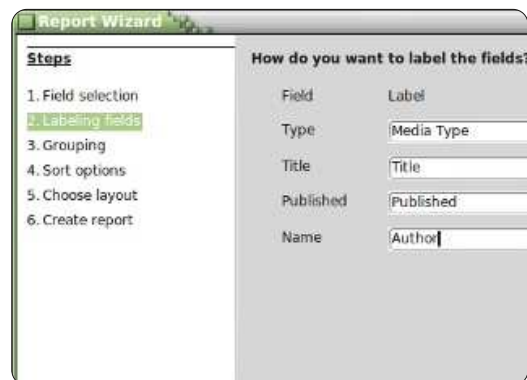 Report Wizard
Steps
1. Field selection
2. Labeling fields
3. Grouping
4. Sort options
5. Choose layout
6. Create report
How do you want to label the fields?
Field Label
Type Media Type
Title Title
Published Published
Name Author